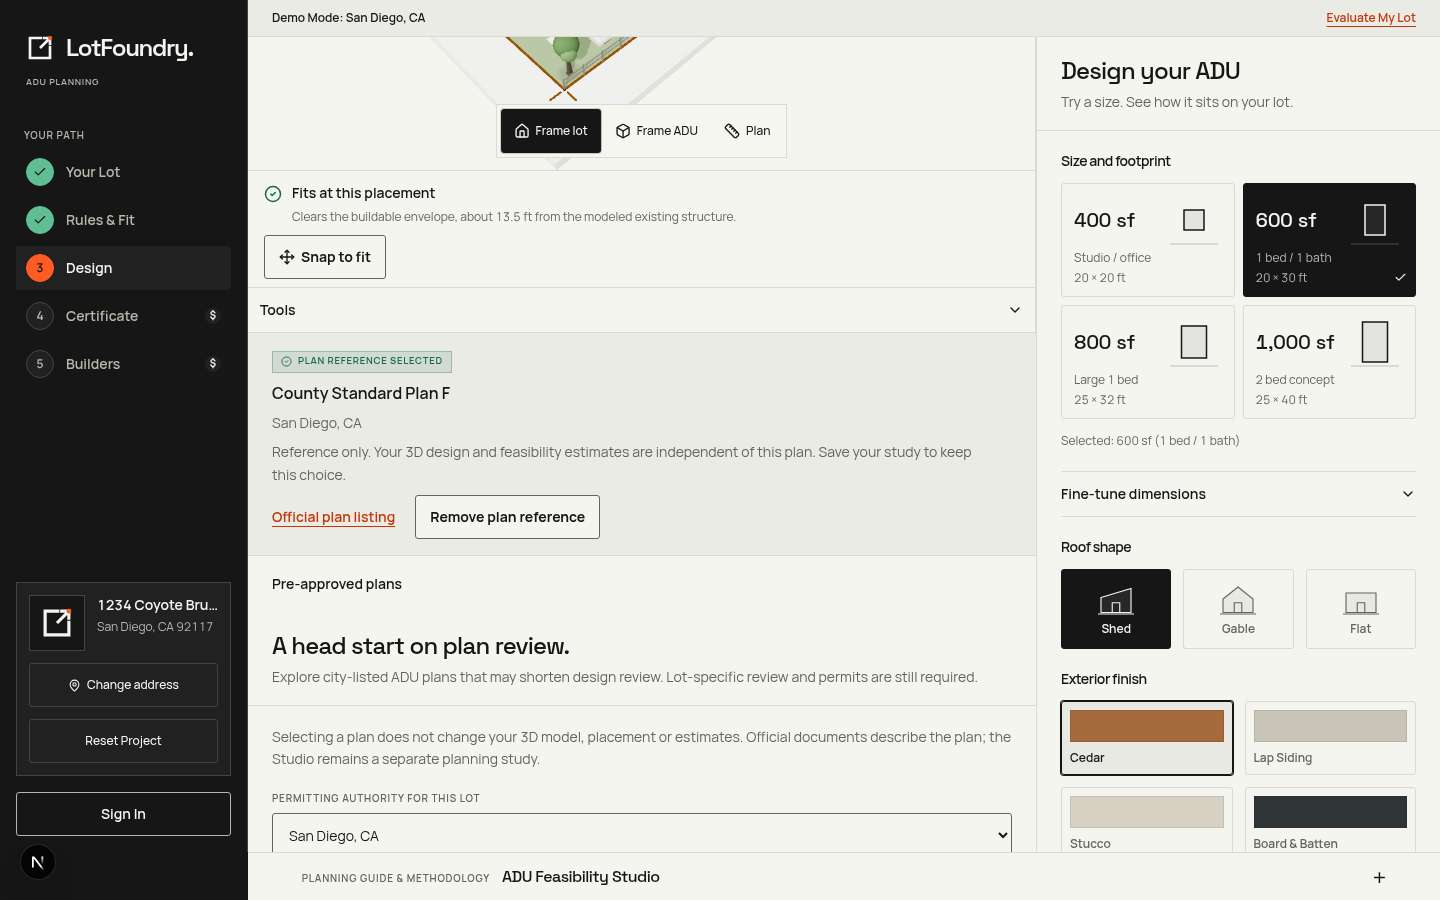 LotFoundry.
ADU PLANNING
YOUR PATH
Your Lot
Rules & Fit
3 Design
4 Certificate $
5 Builders $
1234 Coyote Bru...
San Diego, CA 92117
Change address
Reset Project
Sign In
N
Demo Mode: San Diego, CA
Evaluate My Lot
Frame lot
Frame ADU
Plan
Fits at this placement
Clears the buildable envelope, about 13.5 ft from the modeled existing structure.
Snap to fit
Tools
PLAN REFERENCE SELECTED
County Standard Plan F
San Diego, CA
Reference only. Your 3D design and feasibility estimates are independent of this plan. Save your study to keep
this choice.
Official plan listing
Remove plan reference
Pre-approved plans
A head start on plan review.
Explore city-listed ADU plans that may shorten design review. Lot-specific review and permits are still required.
Selecting a plan does not change your 3D model, placement or estimates. Official documents describe the plan; the
Studio remains a separate planning study.
PERMITTING AUTHORITY FOR THIS LOT
San Diego, CA
Design your ADU
Try a size. See how it sits on your lot.
Size and footprint
400 sf
Studio / office
20 × 20 ft
600 sf
1 bed / 1 bath
20 × 30 ft
800 sf
Large 1 bed
25 × 32 ft
1,000 sf
2 bed concept
25 × 40 ft
Selected: 600 sf (1 bed / 1 bath)
Fine-tune dimensions
Roof shape
Shed
Gable
Flat
Exterior finish
Cedar
Lap Siding
Stucco
Board & Batten
PLANNING GUIDE & METHODOLOGY ADU Feasibility Studio